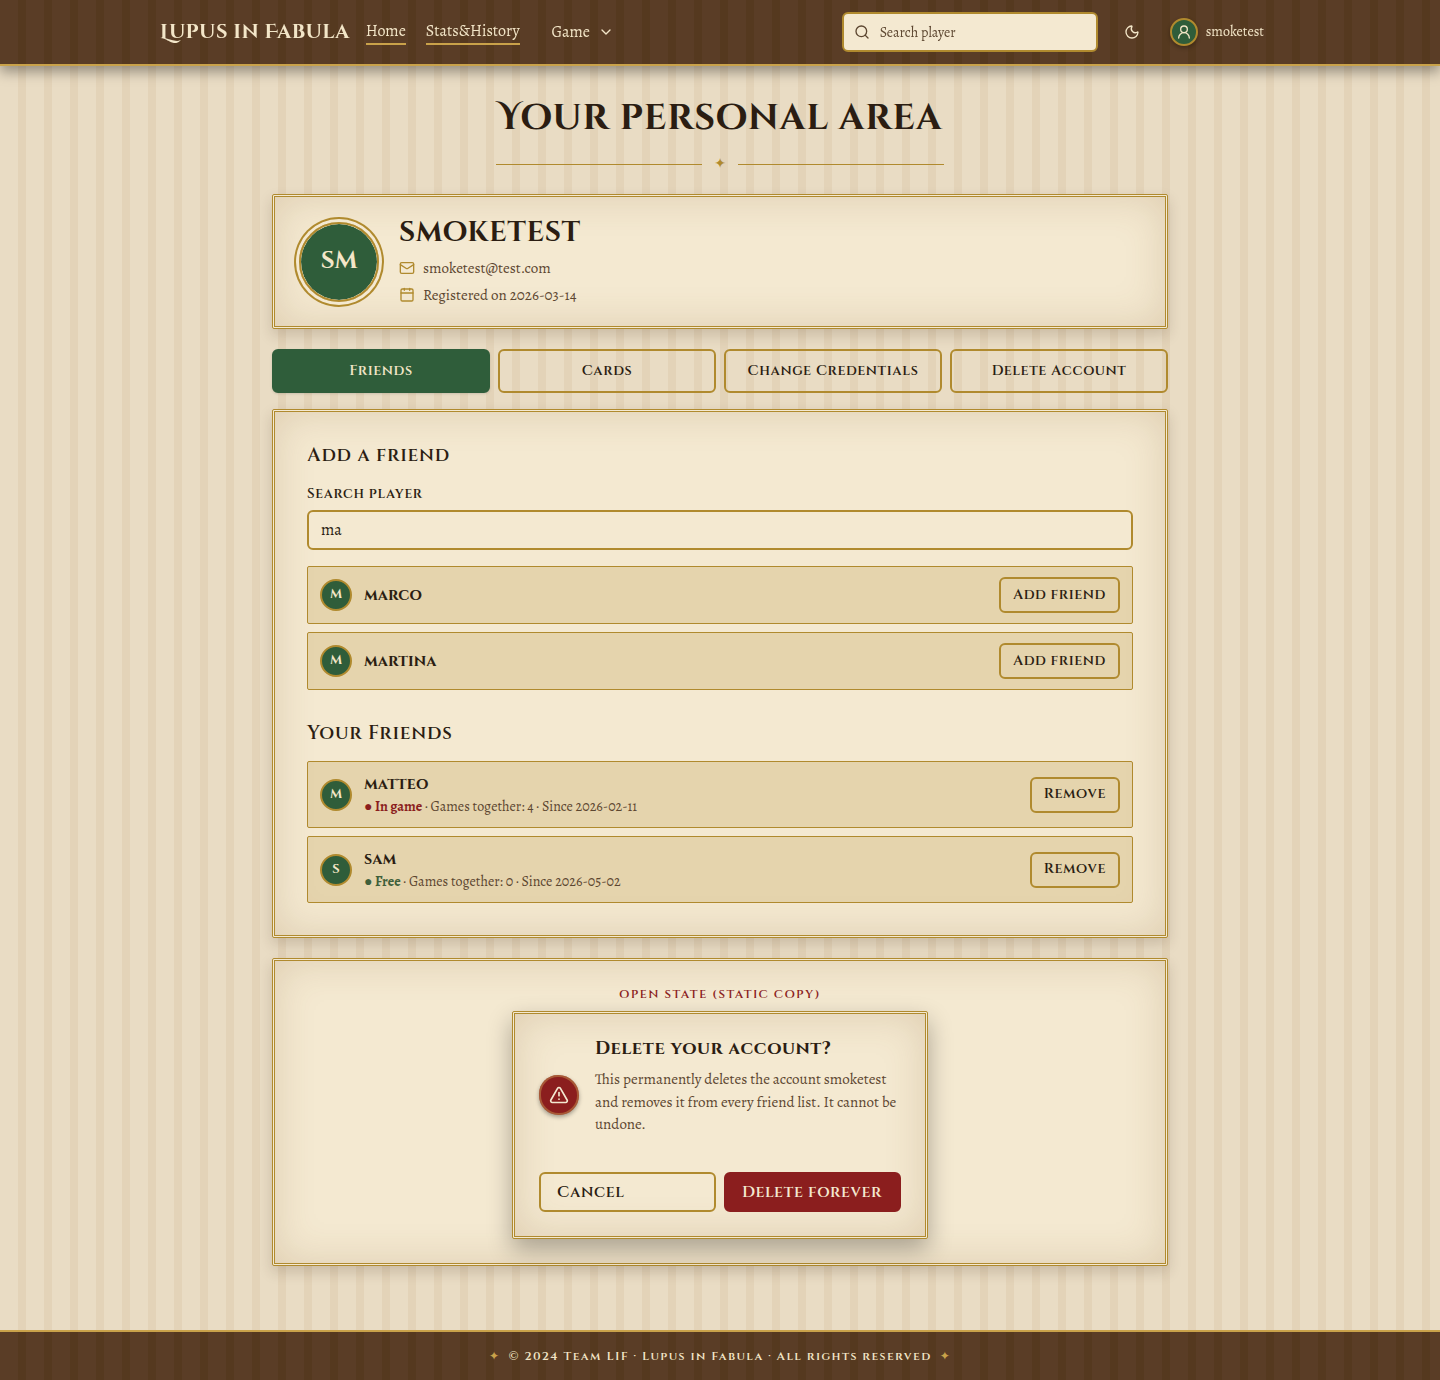 Lupus in Fabula Home Stats&History Game Search player smoketest
Your personal area
SM
smoketest
smoketest@test.com
Registered on 2026-03-14
Friends Cards Change Credentials Delete Account
Add a friend
Search player
ma
M marco Add friend
M martina Add friend
Your Friends
M matteo Remove
● In game · Games together: 4 · Since 2026-02-11
S sam Remove
● Free · Games together: 0 · Since 2026-05-02
Open state (static copy)
Delete your account?
This permanently deletes the account smoketest
and removes it from every friend list. It cannot be
undone.
Cancel Delete forever
✦ © 2024 Team LIF · Lupus in Fabula · All rights reserved ✦